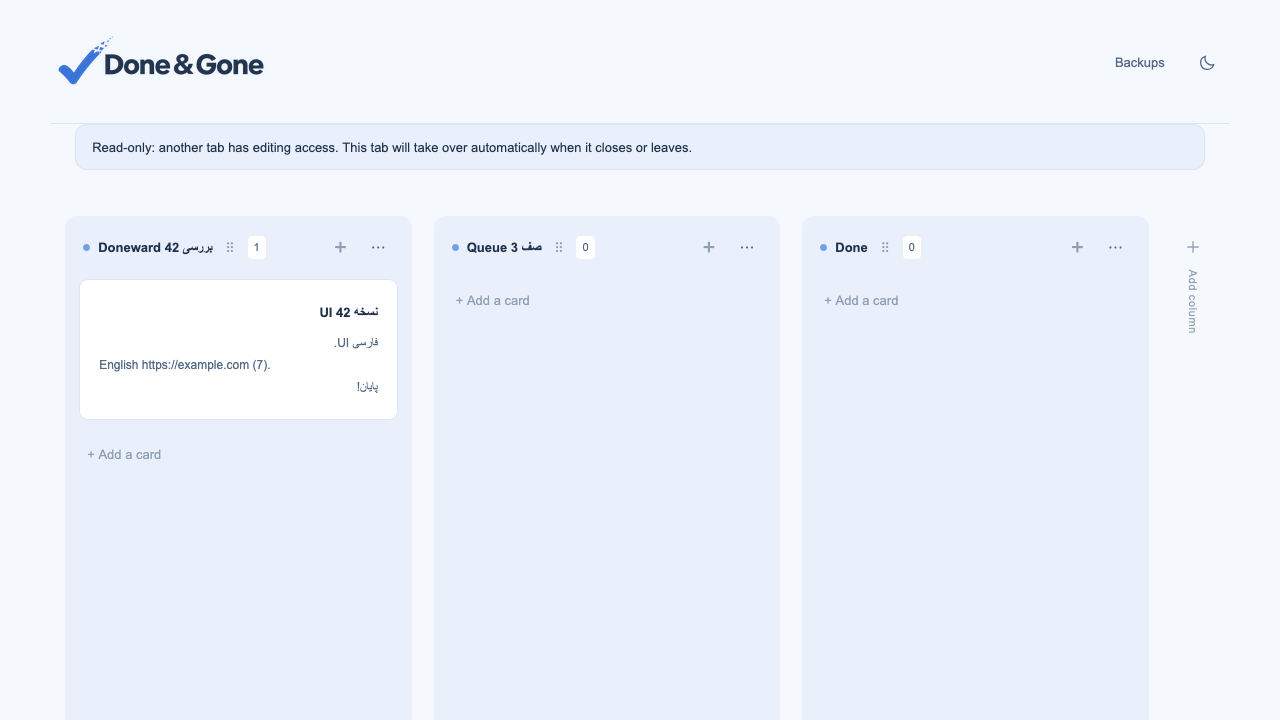 Done & Gone
Backups
Read-only: another tab has editing access. This tab will take over automatically when it closes or leaves.
بررسی Doneward 42
1
نسخه UI 42
فارسی UI.
English https://example.com (7).
پایان!
+ Add a card
صف Queue 3
0
+ Add a card
Done
0
+ Add a card
Add column